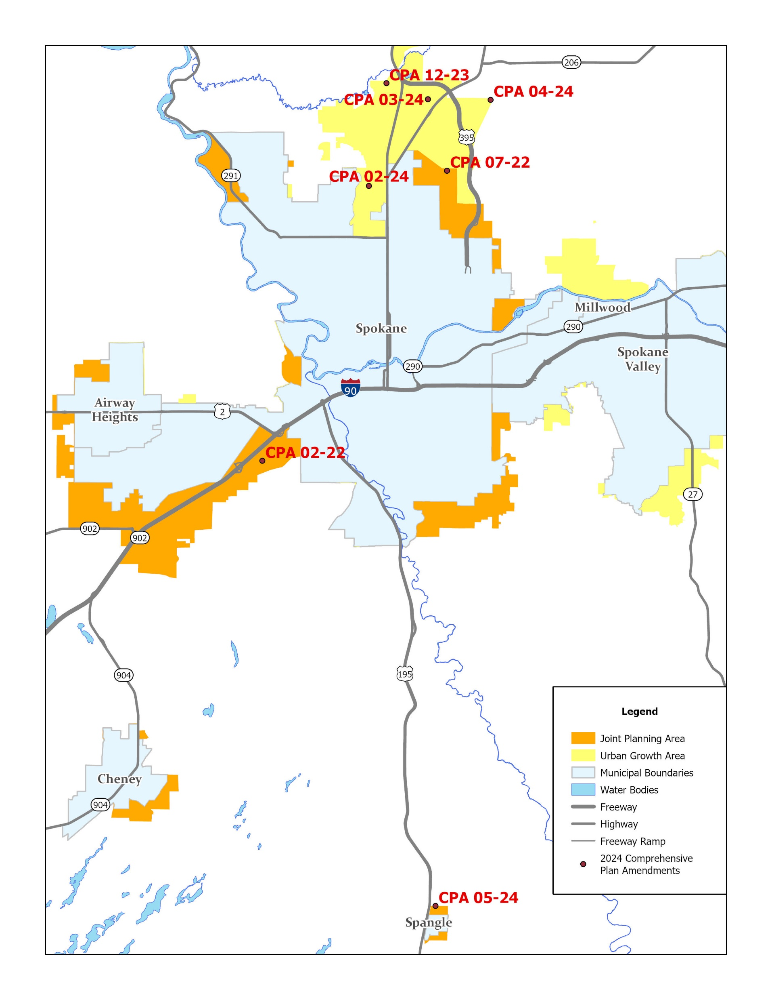 206
CPA 12-23
CPA 04-24
CPA 03-24
395
CPA 07-22
291
CPA 02-24
Millwood
290
Spokane
Spokane
Valley
290
90
Airway
Heights
2
CPA 02-22
27
902
902
195
904
Cheney
904
CPA 05-24
Spangle
Legend
Joint Planning Area
Urban Growth Area
Municipal Boundaries
Water Bodies
Freeway
Highway
Freeway Ramp
2024 Comprehensive
Plan Amendments